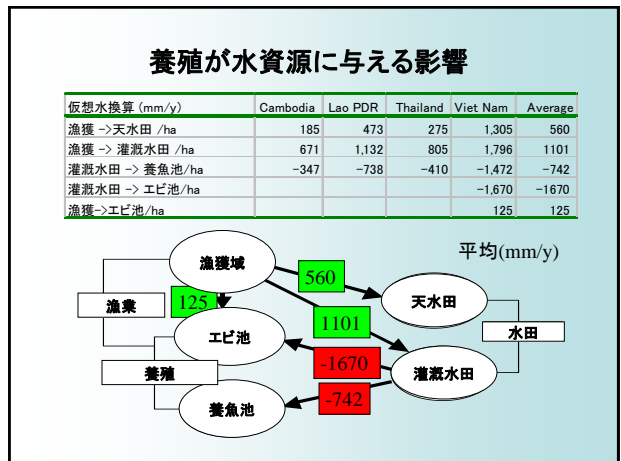 養殖が水資源に与える影響
仮想水換算 (mm/y) Cambodia Lao PDR Thailand Viet Nam Average
漁獲 ->天水田 /ha 185 473 275 1,305 560
漁獲 -> 灌漑水田 /ha 671 1,132 805 1,796 1101
灌漑水田 -> 養魚池/ha -347 -738 -410 -1,472 -742
灌漑水田 -> エビ池/ha -1,670 -1670
漁獲->エビ池/ha 125 125
平均(mm/y)
漁獲域
560
天水田
漁業
125
1101
水田
エビ池
-1670
養殖
灌漑水田
-742
養魚池